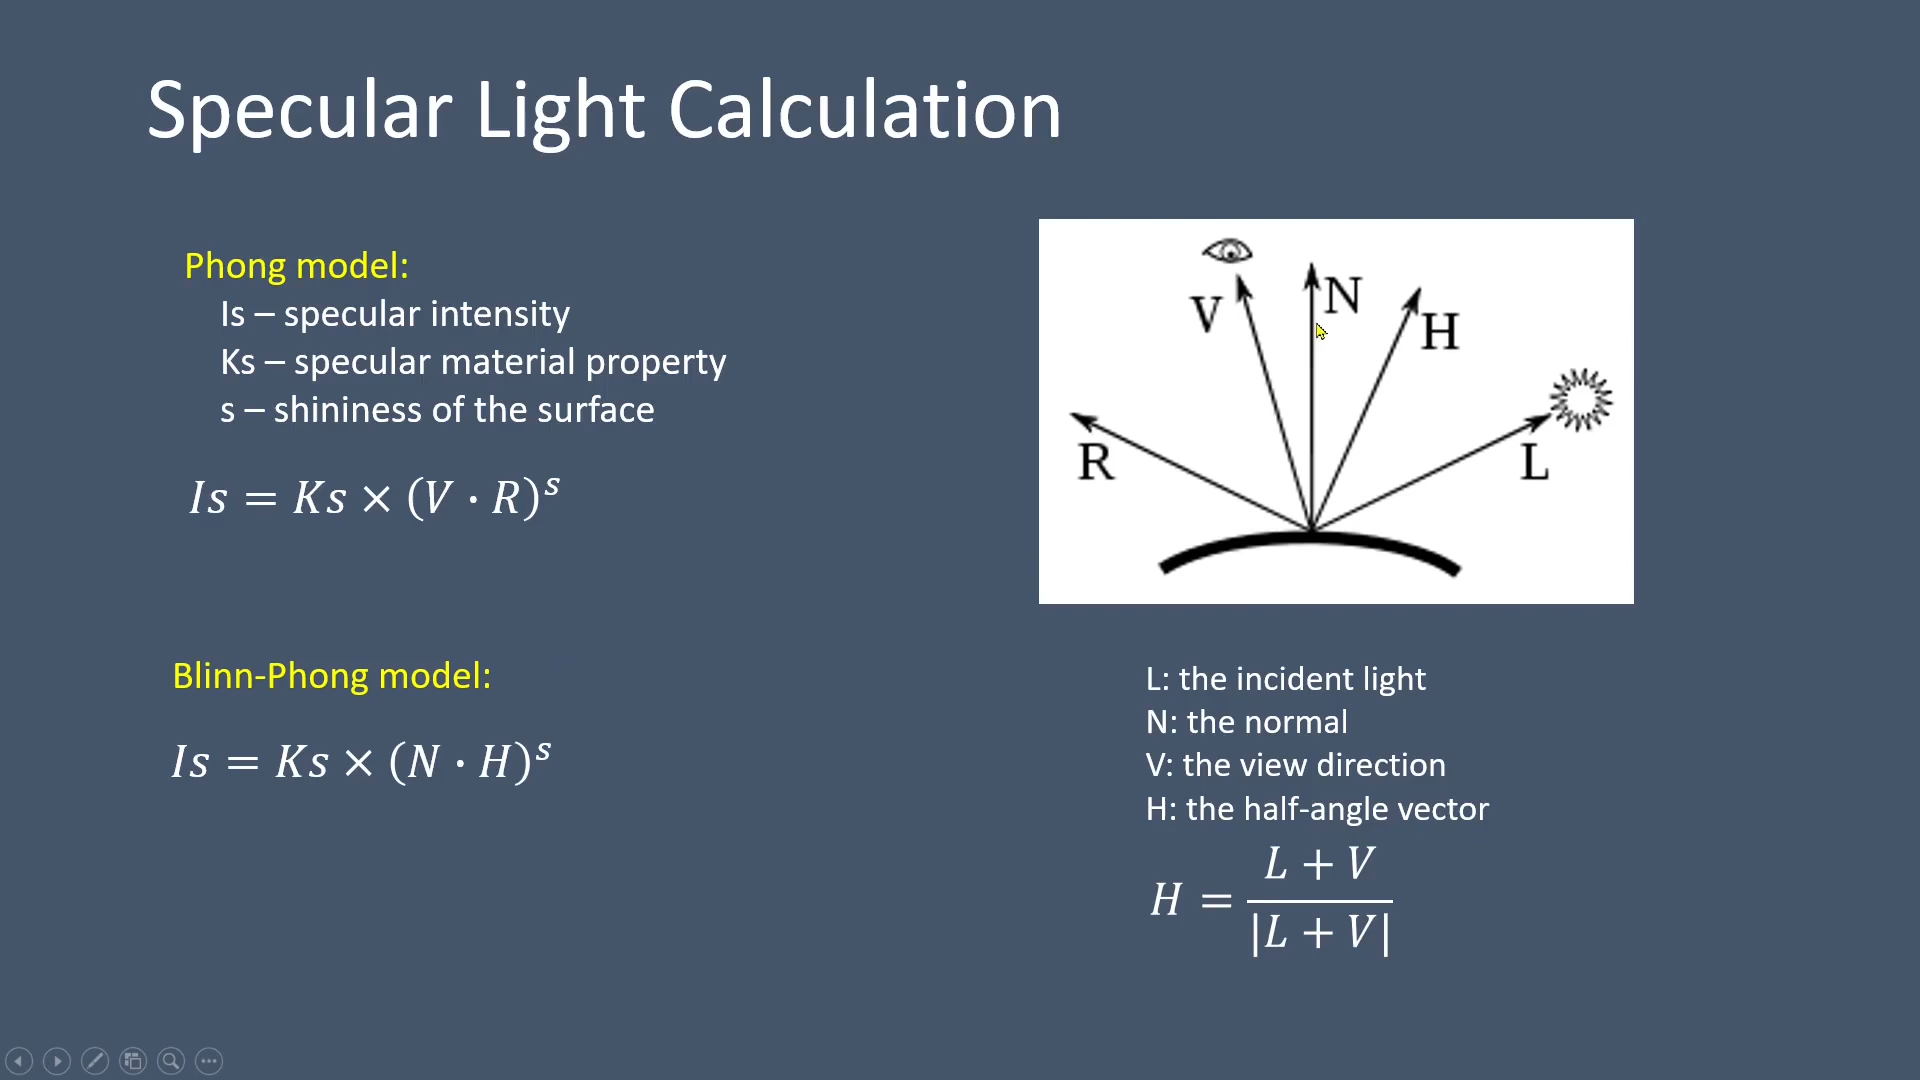 Specular Light Calculation
Phong model:
Is – specular intensity
Ks – specular material property
s – shininess of the surface
Is = Ks × (V · R)^s
Blinn-Phong model:
Is = Ks × (N · H)^s
V
N
H
R
L
L: the incident light
N: the normal
V: the view direction
H: the half-angle vector
H = \frac{L + V}{|L + V|}